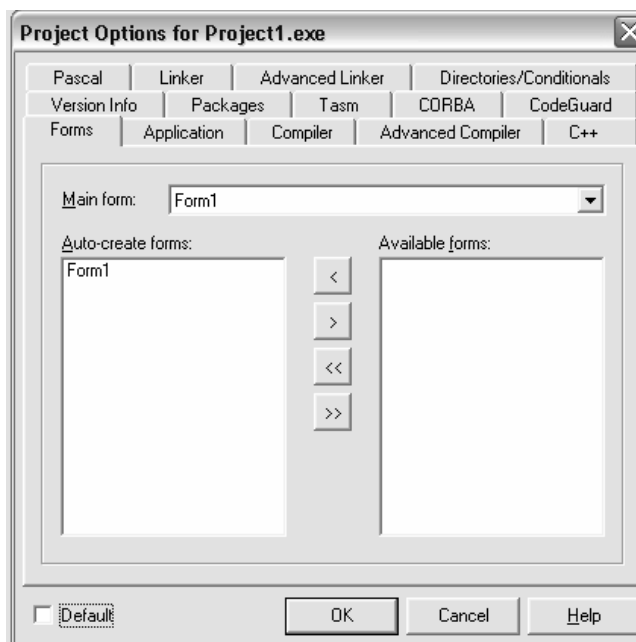 Project Options for Project1.exe
Pascal Linker Advanced Linker Directories/Conditionals
Version Info Packages Tasm CORBA CodeGuard
Forms Application Compiler Advanced Compiler C++
Main form: Form1
Auto-create forms: Available forms:
Form1
<
>
<<
>>
Default OK Cancel Help